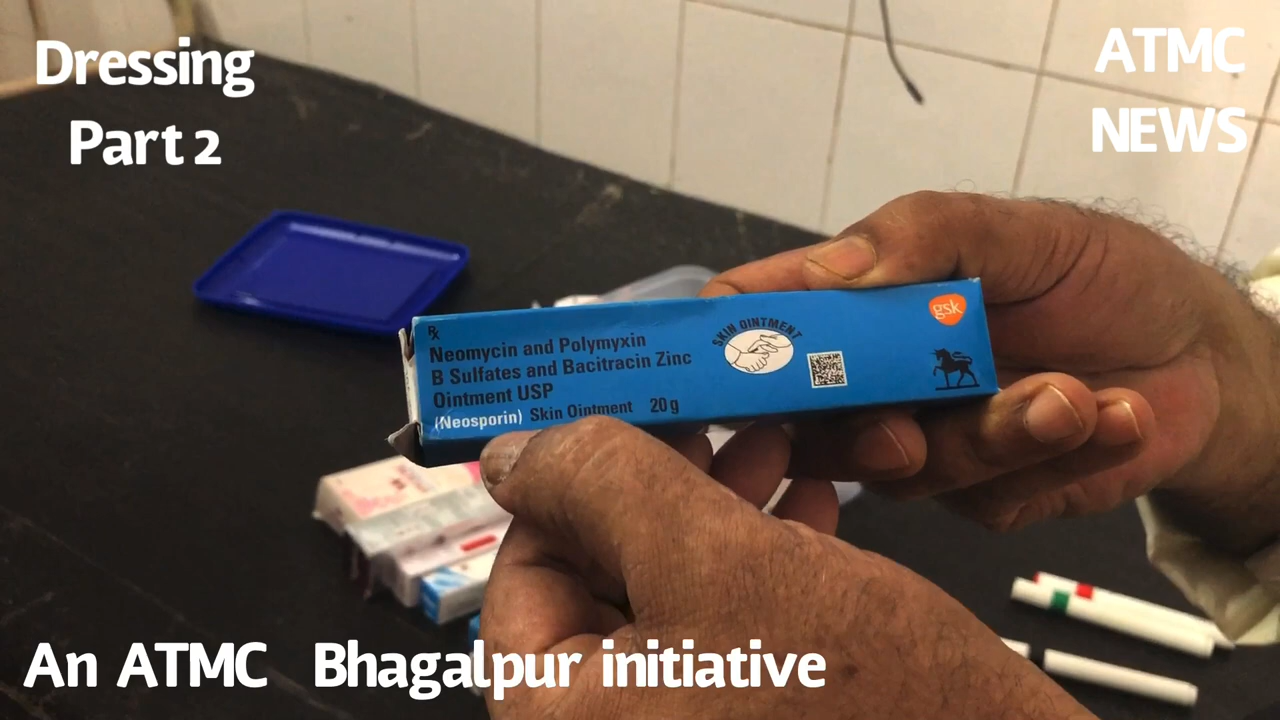 Dressing
Part 2
ATMC
NEWS
Rx
Neomycin and Polymyxin
B Sulfates and Bacitracin Zinc
Ointment USP
(Neosporin) Skin Ointment 20 g
SKIN OINTMENT
gsk
An ATMC Bhagalpur initiative